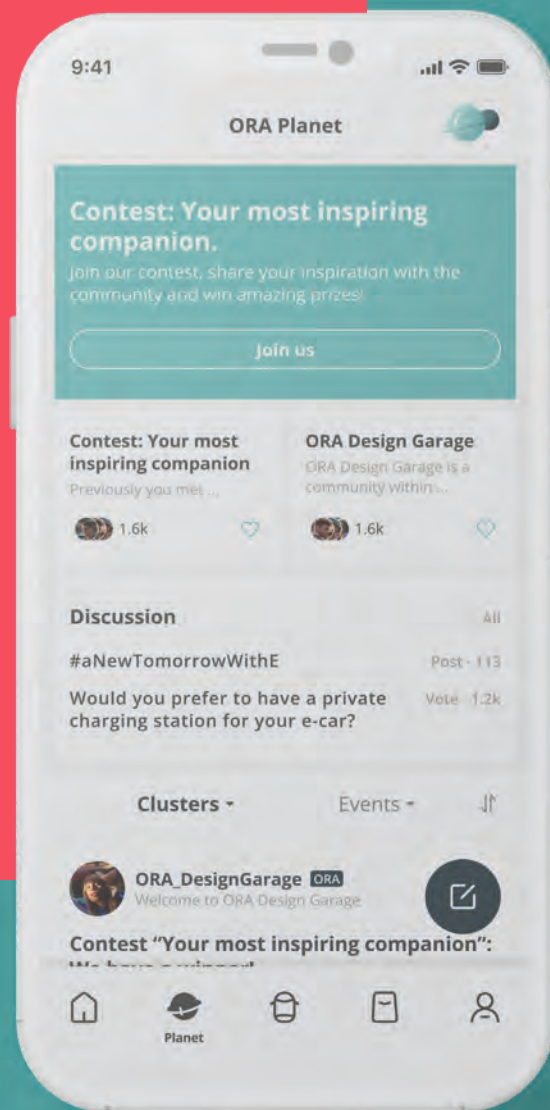 9:41
ORA Planet
Contest: Your most inspiring
companion.
Join our contest, share your inspiration with the
community and win amazing prizes!
Join us
Contest: Your most
inspiring companion
Previously you met ...
1.6k
ORA Design Garage
ORA Design Garage is a
community within ...
1.6k
Discussion
All
#aNewTomorrowWithE
Post · 113
Would you prefer to have a private
charging station for your e-car?
Vote · 1.2k
Clusters
Events
ORA_DesignGarage ORA
Welcome to ORA Design Garage
Contest “Your most inspiring companion”:
We have a winner!
Planet